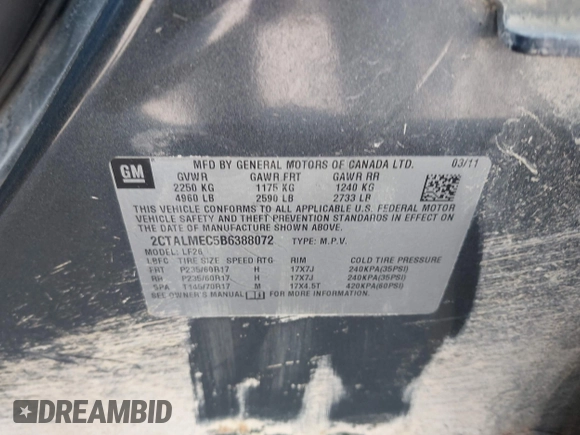 GM
MFD BY GENERAL MOTORS OF CANADA LTD. 03/11
GVWR GAWR FRT GAWR RR
2250 KG 1175 KG 1240 KG
4960 LB 2590 LB 2733 LB
THIS VEHICLE CONFORMS TO ALL APPLICABLE U.S. FEDERAL MOTOR
VEHICLE SAFETY, BUMPER, AND THEFT PREVENTION STANDARDS IN EFFECT
ON THE DATE OF MANUFACTURE SHOWN ABOVE.
2CTALMEC5B6388072 TYPE: M.P.V.
MODEL: LF26
TIRE SIZE SPEED RTG RIM COLD TIRE PRESSURE
FRT P235/60R17 H 17X7J 240KPA(35PSI)
RR P235/60R17 H 17X7J 240KPA(35PSI)
SPA T145/70R17 M 17X4.5T 420KPA(60PSI)
SEE OWNER'S MANUAL FOR MORE INFORMATION.
DREAMBID